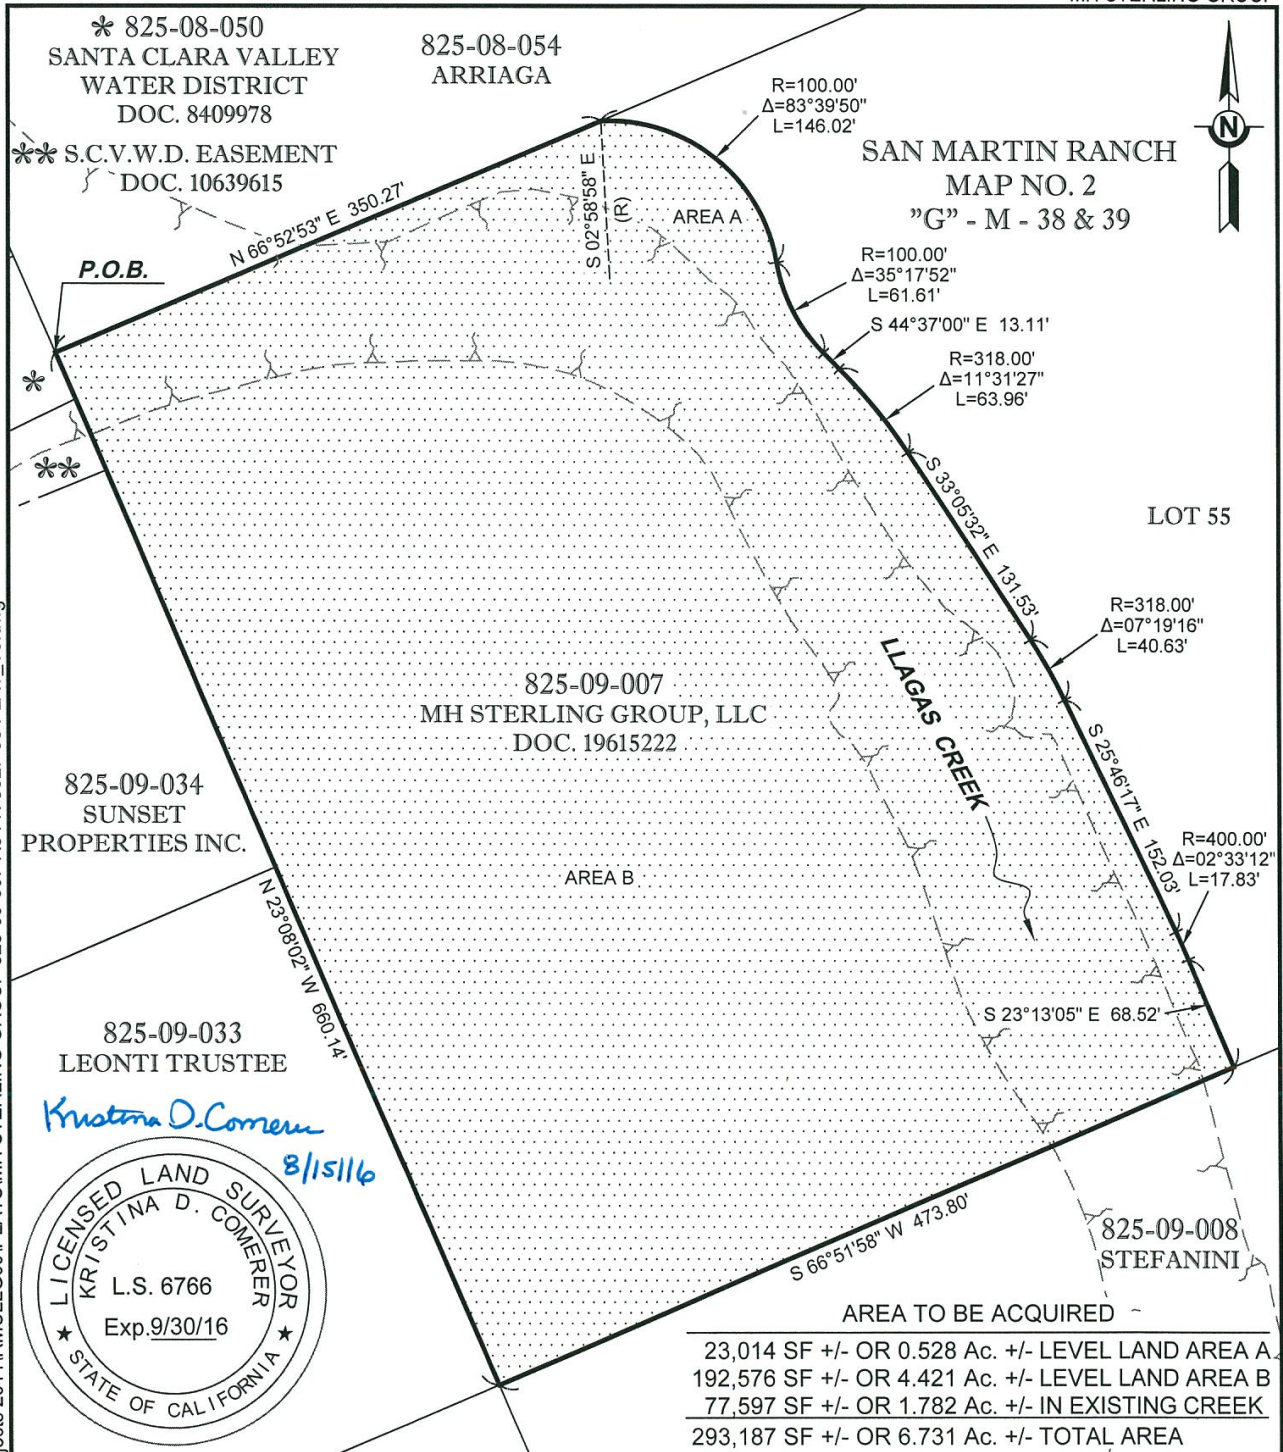 ✻ 825-08-050
SANTA CLARA VALLEY
WATER DISTRICT
DOC. 8409978
✻✻ S.C.V.W.D. EASEMENT
DOC. 10639615
825-08-054
ARRIAGA
R=100.00'
Δ=83°39'50"
L=146.02'
N
SAN MARTIN RANCH
MAP NO. 2
"G" - M - 38 & 39
N 66°52'53" E 350.27'
S 02°58'58" E
(R)
AREA A
P.O.B.
R=100.00'
Δ=35°17'52"
L=61.61'
S 44°37'00" E 13.11'
R=318.00'
Δ=11°31'27"
L=63.96'
✻
✻✻
S 33°05'32" E 131.53'
LOT 55
R=318.00'
Δ=07°19'16"
L=40.63'
LLAGAS CREEK
825-09-007
MH STERLING GROUP, LLC
DOC. 19615222
S 25°46'17" E 152.03'
825-09-034
SUNSET
PROPERTIES INC.
R=400.00'
Δ=02°33'12"
L=17.83'
AREA B
N 23°08'02" W 660.14'
S 23°13'05" E 68.52'
825-09-033
LEONTI TRUSTEE
Kristina D. Comerer
8/15/16
LICENSED LAND SURVEYOR
KRISTINA D. COMERER
L.S. 6766
Exp.9/30/16
★ STATE OF CALIFORNIA ★
S 66°51'58" W 473.80'
825-09-008
STEFANINI
AREA TO BE ACQUIRED
23,014 SF +/- OR 0.528 Ac. +/- LEVEL LAND AREA A
192,576 SF +/- OR 4.421 Ac. +/- LEVEL LAND AREA B
77,597 SF +/- OR 1.782 Ac. +/- IN EXISTING CREEK
293,187 SF +/- OR 6.731 Ac. +/- TOTAL AREA